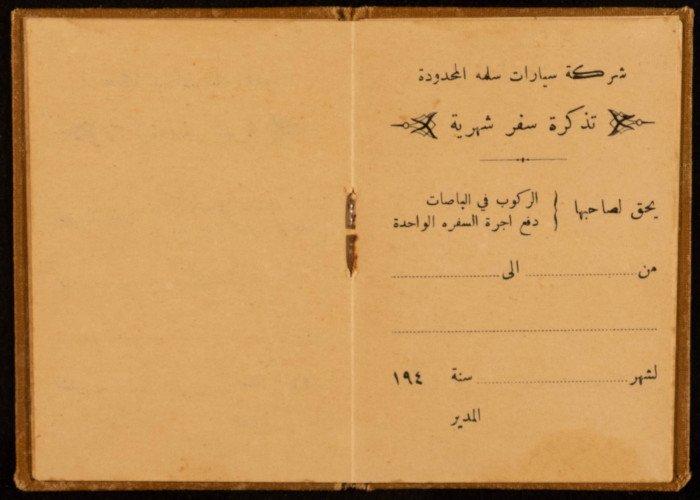 شركة سيارات سلمه المحدودة
تذكرة سفر شهرية
يحق لصاحبها { الركوب في الباصات
دفع اجرة السفره الواحدة
من ........................ الى ........................
................................................
لشهر ........................ سنة ١٩٤
المدير